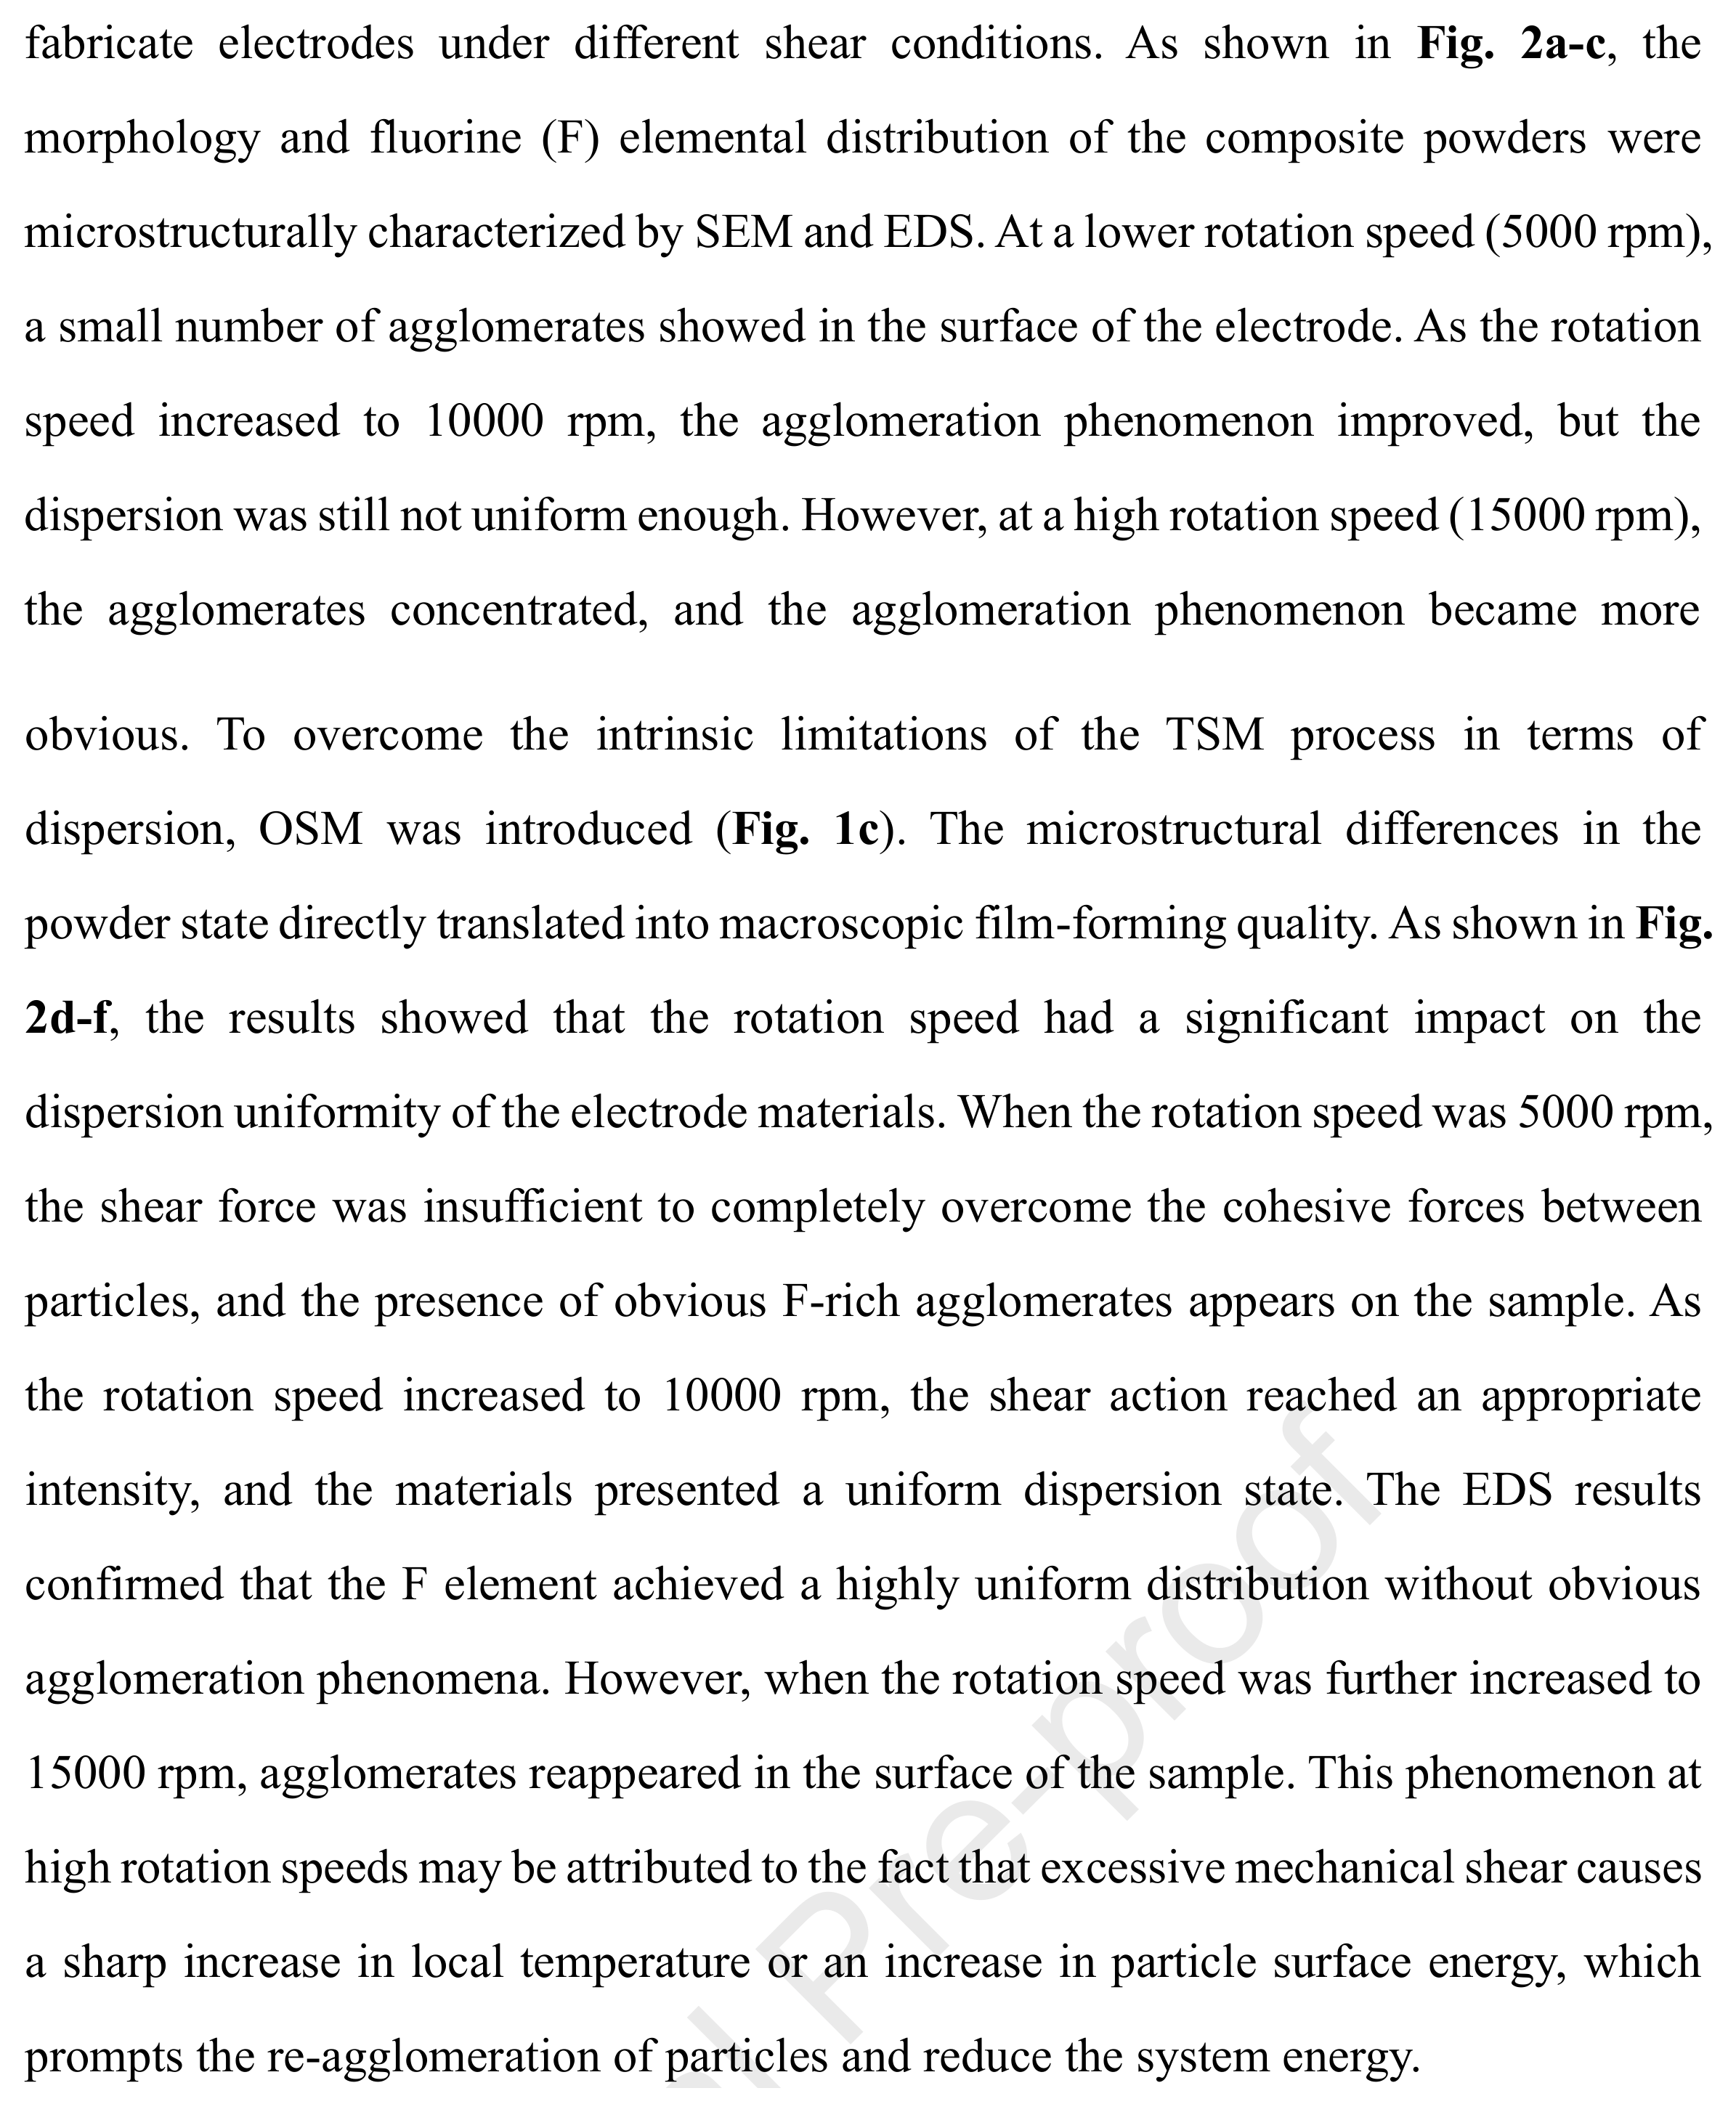 fabricate electrodes under different shear conditions. As shown in Fig. 2a-c, the
morphology and fluorine (F) elemental distribution of the composite powders were
microstructurally characterized by SEM and EDS. At a lower rotation speed (5000 rpm),
a small number of agglomerates showed in the surface of the electrode. As the rotation
speed increased to 10000 rpm, the agglomeration phenomenon improved, but the
dispersion was still not uniform enough. However, at a high rotation speed (15000 rpm),
the agglomerates concentrated, and the agglomeration phenomenon became more
obvious. To overcome the intrinsic limitations of the TSM process in terms of
dispersion, OSM was introduced (Fig. 1c). The microstructural differences in the
powder state directly translated into macroscopic film-forming quality. As shown in Fig.
2d-f, the results showed that the rotation speed had a significant impact on the
dispersion uniformity of the electrode materials. When the rotation speed was 5000 rpm,
the shear force was insufficient to completely overcome the cohesive forces between
particles, and the presence of obvious F-rich agglomerates appears on the sample. As
the rotation speed increased to 10000 rpm, the shear action reached an appropriate
intensity, and the materials presented a uniform dispersion state. The EDS results
confirmed that the F element achieved a highly uniform distribution without obvious
agglomeration phenomena. However, when the rotation speed was further increased to
15000 rpm, agglomerates reappeared in the surface of the sample. This phenomenon at
high rotation speeds may be attributed to the fact that excessive mechanical shear causes
a sharp increase in local temperature or an increase in particle surface energy, which
prompts the re-agglomeration of particles and reduce the system energy.
Pre-proof